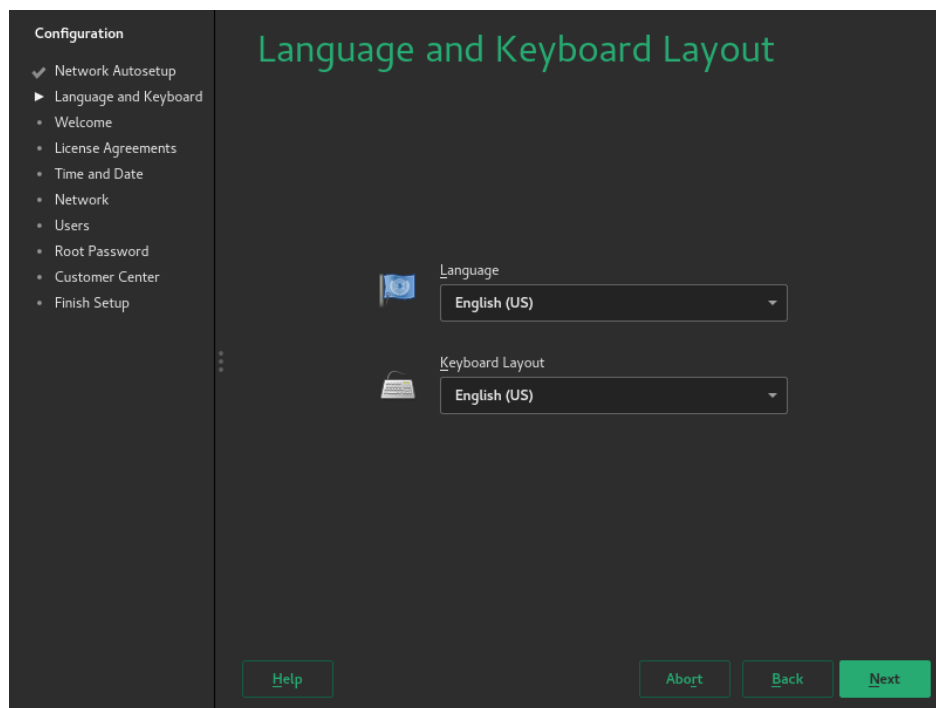 Configuration
Network Autosetup
Language and Keyboard
Welcome
License Agreements
Time and Date
Network
Users
Root Password
Customer Center
Finish Setup
Language and Keyboard Layout
Language
English (US)
Keyboard Layout
English (US)
Help
Abort
Back
Next